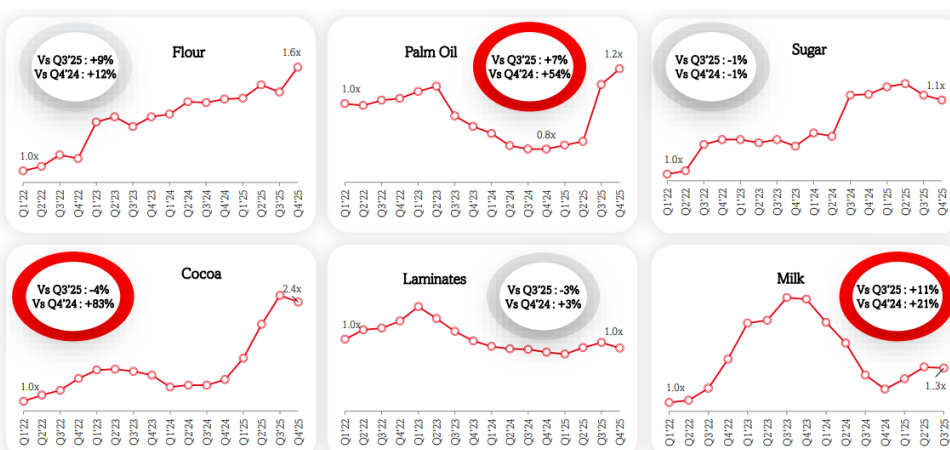 Flour
Vs Q3'25 : +9%
Vs Q4'24 : +12%
1.0x
1.6x
Q1'22
Q2'22
Q3'22
Q4'22
Q1'23
Q2'23
Q3'23
Q4'23
Q1'24
Q2'24
Q3'24
Q4'24
Q1'25
Q2'25
Q3'25
Q4'25
Palm Oil
Vs Q3'25 : +7%
Vs Q4'24 : +54%
1.0x
0.8x
1.2x
Q1'22
Q2'22
Q3'22
Q4'22
Q1'23
Q2'23
Q3'23
Q4'23
Q1'24
Q2'24
Q3'24
Q4'24
Q1'25
Q2'25
Q3'25
Q4'25
Sugar
Vs Q3'25 : -1%
Vs Q4'24 : -1%
1.0x
1.1x
Q1'22
Q2'22
Q3'22
Q4'22
Q1'23
Q2'23
Q3'23
Q4'23
Q1'24
Q2'24
Q3'24
Q4'24
Q1'25
Q2'25
Q3'25
Q4'25
Cocoa
Vs Q3'25 : -4%
Vs Q4'24 : +83%
1.0x
2.4x
Q1'22
Q2'22
Q3'22
Q4'22
Q1'23
Q2'23
Q3'23
Q4'23
Q1'24
Q2'24
Q3'24
Q4'24
Q1'25
Q2'25
Q3'25
Q4'25
Laminates
Vs Q3'25 : -3%
Vs Q4'24 : +3%
1.0x
1.0x
Q1'22
Q2'22
Q3'22
Q4'22
Q1'23
Q2'23
Q3'23
Q4'23
Q1'24
Q2'24
Q3'24
Q4'24
Q1'25
Q2'25
Q3'25
Q4'25
Milk
Vs Q3'25 : +11%
Vs Q4'24 : +21%
1.0x
1.3x
Q1'22
Q2'22
Q3'22
Q4'22
Q1'23
Q2'23
Q3'23
Q4'23
Q1'24
Q2'24
Q3'24
Q4'24
Q1'25
Q2'25
Q3'25